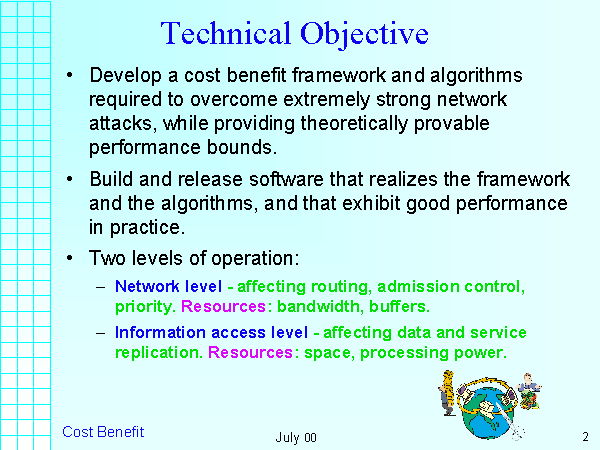 Technical Objective
• Develop a cost benefit framework and algorithms
required to overcome extremely strong network
attacks, while providing theoretically provable
performance bounds.
• Build and release software that realizes the framework
and the algorithms, and that exhibit good performance
in practice.
• Two levels of operation:
– Network level - affecting routing, admission control,
priority. Resources: bandwidth, buffers.
– Information access level - affecting data and service
replication. Resources: space, processing power.
Cost Benefit
July 00
2